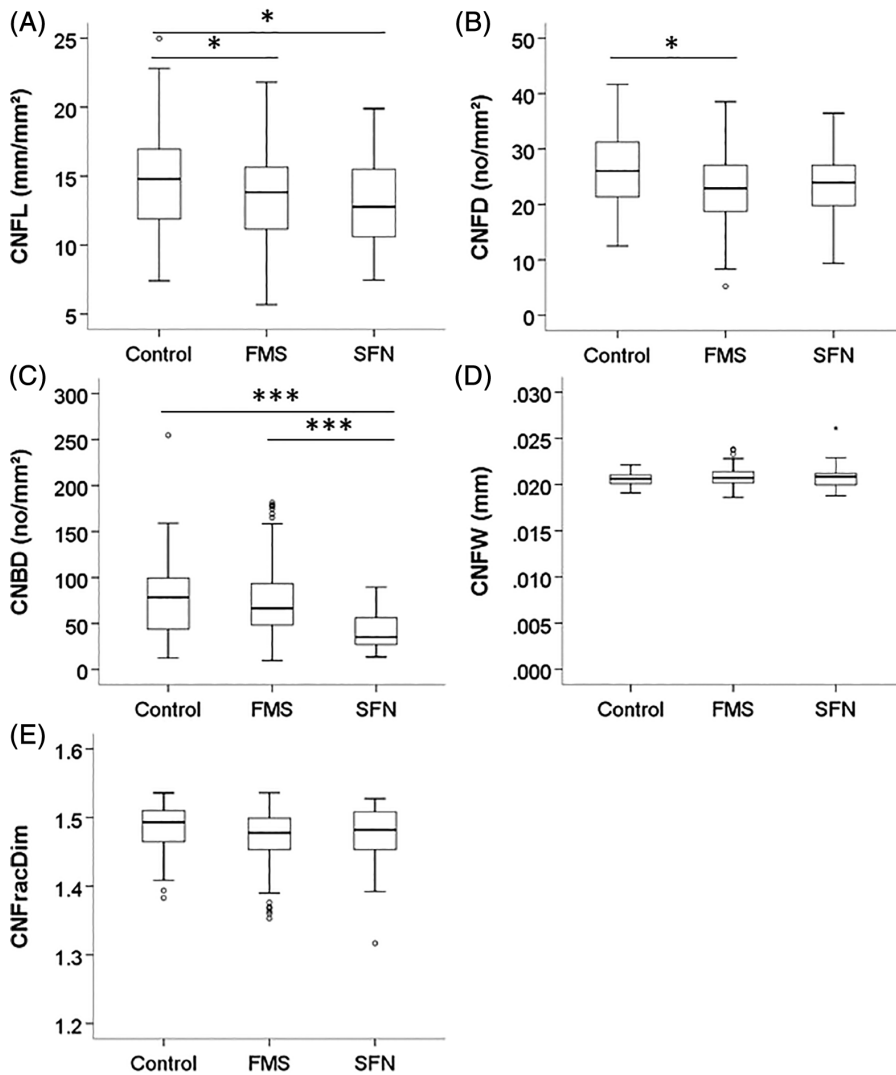 (A)
CNFL (mm/mm²)
25
20
15
10
5
*
*
Control FMS SFN
(B)
CNFD (no/mm²)
50
40
30
20
10
0
*
Control FMS SFN
(C)
CNBD (no/mm²)
300
250
200
150
100
50
0
***
***
Control FMS SFN
(D)
CNFW (mm)
.030
.025
.020
.015
.010
.005
.000
Control FMS SFN
(E)
CNFracDim
1.6
1.5
1.4
1.3
1.2
Control FMS SFN